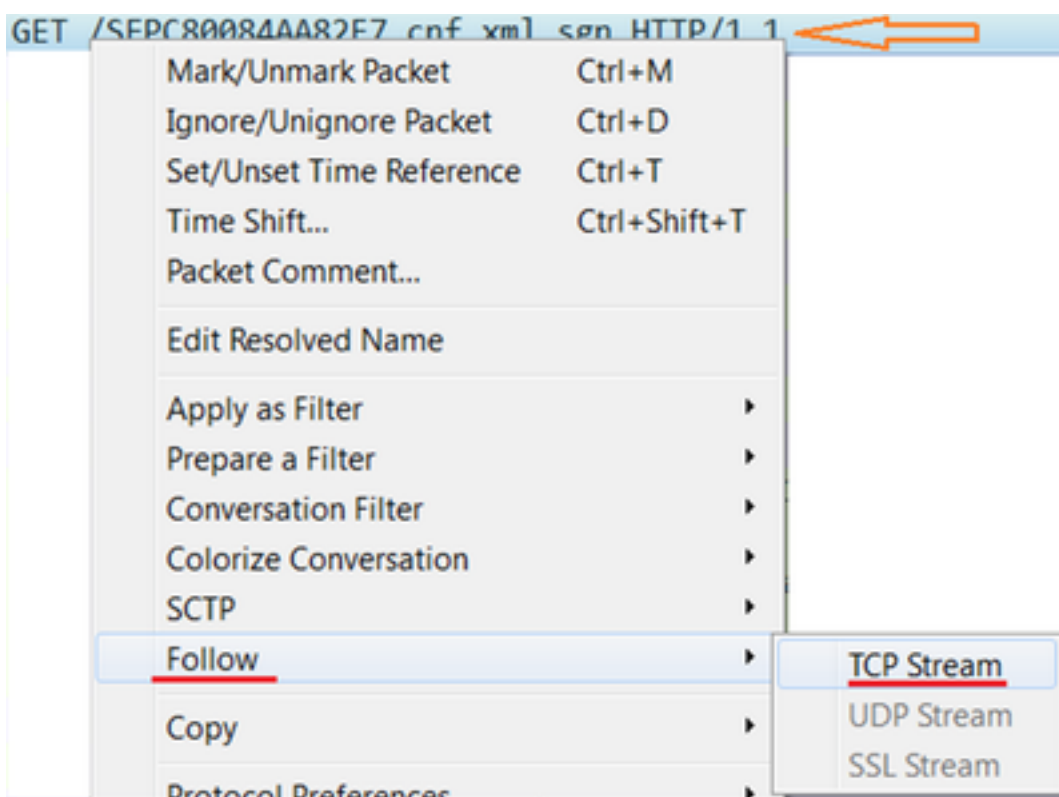 GET /SEPC80084AA82E7.cnf.xml.sgn HTTP/1.1
Mark/Unmark Packet Ctrl+M
Ignore/Unignore Packet Ctrl+D
Set/Unset Time Reference Ctrl+T
Time Shift... Ctrl+Shift+T
Packet Comment...
Edit Resolved Name
Apply as Filter
Prepare a Filter
Conversation Filter
Colorize Conversation
SCTP
Follow
TCP Stream
UDP Stream
SSL Stream
Copy
Protocol Preferences